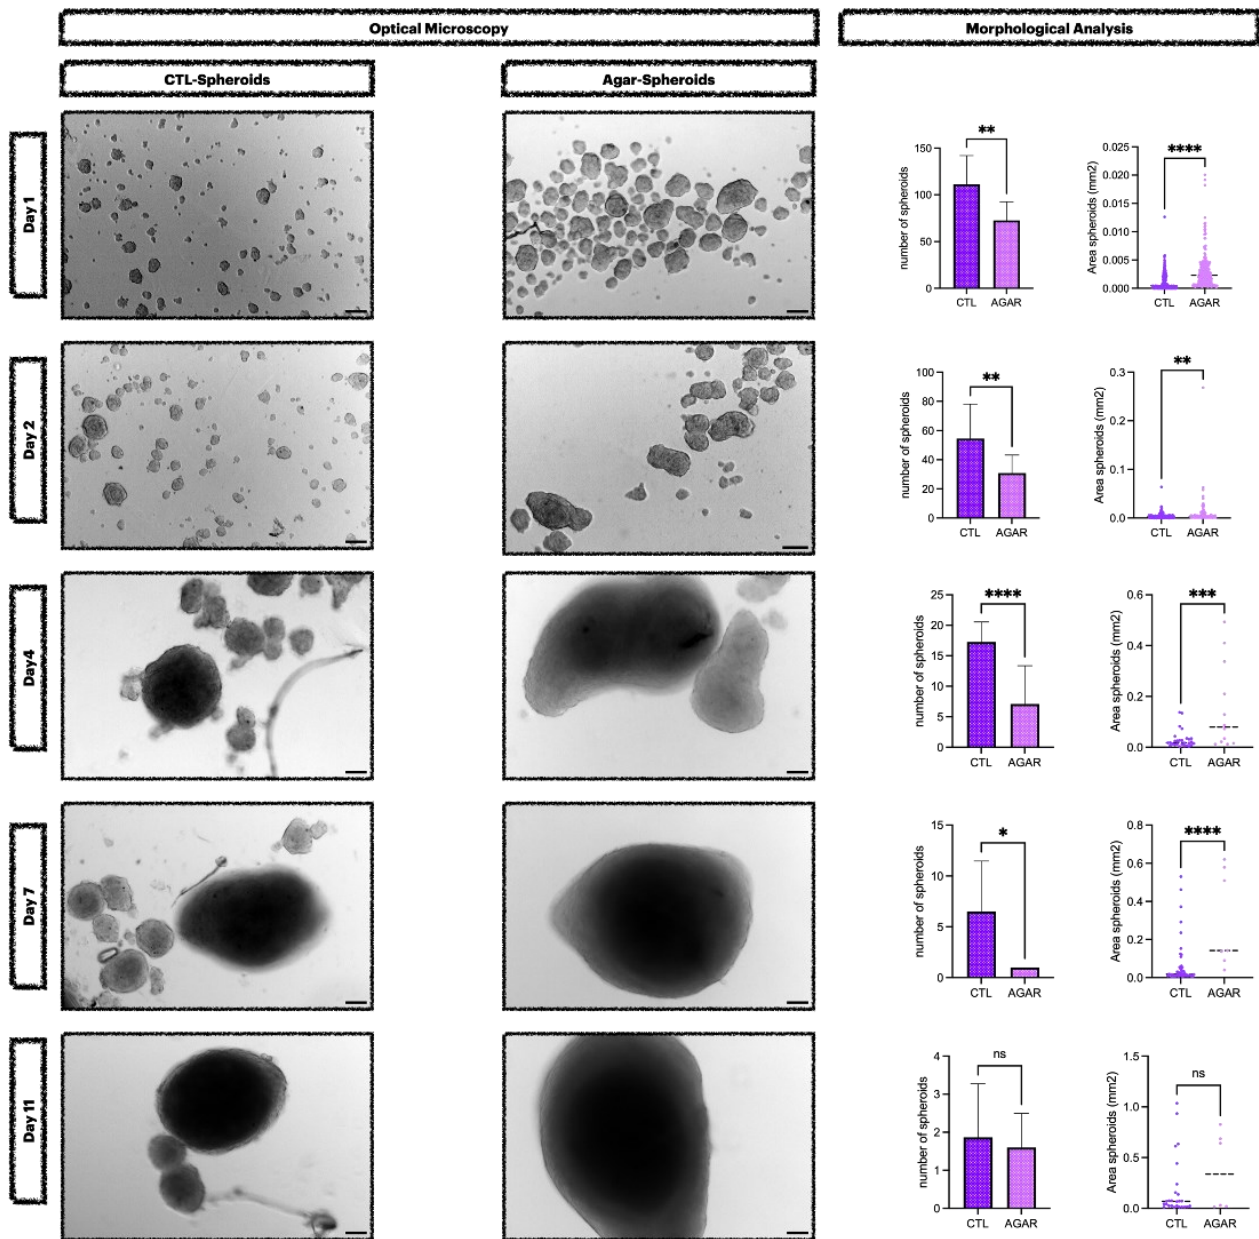 Optical Microscopy
Morphological Analysis
CTL-Spheroids
Agar-Spheroids
Day 1
number of spheroids
150
100
50
0
**
CTL
AGAR
Area spheroids (mm2)
0.025
0.020
0.015
0.010
0.005
0.000
****
CTL
AGAR
Day 2
number of spheroids
100
80
60
40
20
0
**
CTL
AGAR
Area spheroids (mm2)
0.3
0.2
0.1
0.0
**
CTL
AGAR
Day4
number of spheroids
25
20
15
10
5
0
****
CTL
AGAR
Area spheroids (mm2)
0.6
0.4
0.2
0.0
***
CTL
AGAR
Day 7
number of spheroids
15
10
5
0
*
CTL
AGAR
Area spheroids (mm2)
0.8
0.6
0.4
0.2
0.0
****
CTL
AGAR
Day 11
number of spheroids
4
3
2
1
0
ns
CTL
AGAR
Area spheroids (mm2)
1.5
1.0
0.5
0.0
ns
CTL
AGAR